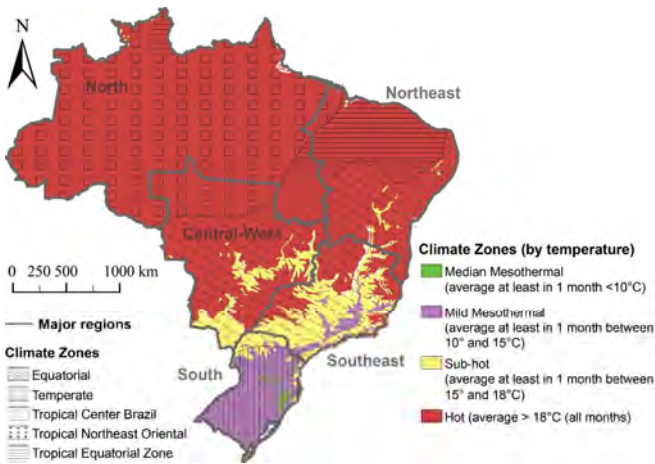 N
North
Northeast
Central-West
Southeast
South
0 250 500 1000 km
Major regions
Climate Zones
Equatorial
Temperate
Tropical Center Brazil
Tropical Northeast Oriental
Tropical Equatorial Zone
Climate Zones (by temperature)
Median Mesothermal
(average at least in 1 month <10°C)
Mild Mesothermal
(average at least in 1 month between
10° and 15°C)
Sub-hot
(average at least in 1 month between
15° and 18°C)
Hot (average > 18°C (all months)